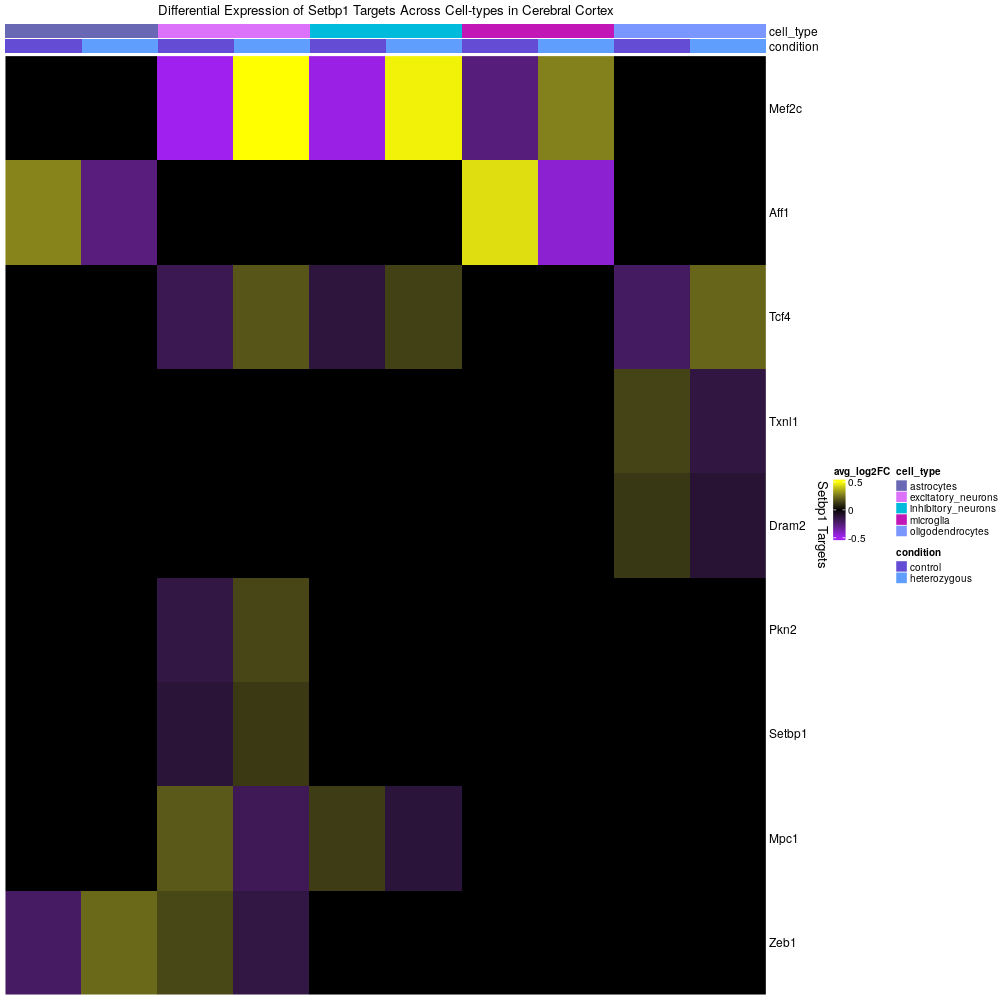 Differential Expression of Setbp1 Targets Across Cell-types in Cerebral Cortex
cell_type
condition
Mef2c
Aff1
Tcf4
Txnl1
Dram2
Pkn2
Setbp1
Mpc1
Zeb1
Setbp1 Targets
avg_log2FC
0.5
0
-0.5
cell_type
astrocytes
excitatory_neurons
inhibitory_neurons
microglia
oligodendrocytes
condition
control
heterozygous